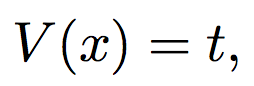 V(x) = t,